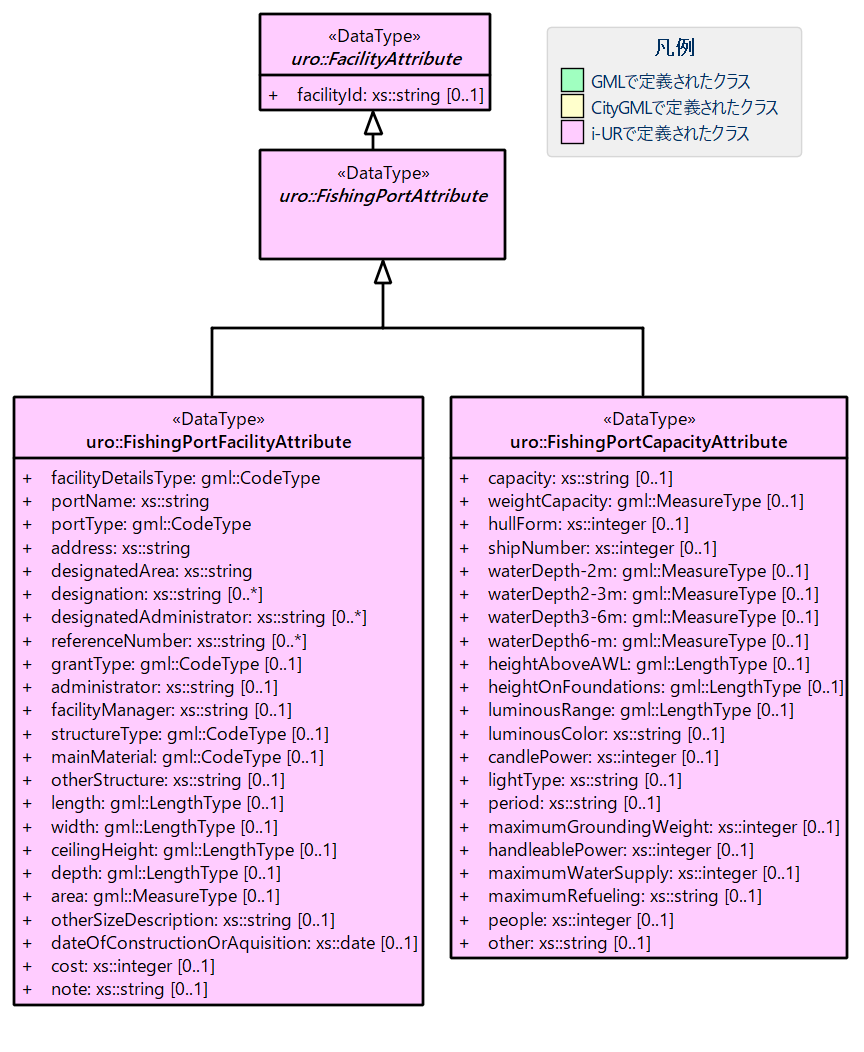 «DataType»
uro::FacilityAttribute
+ facilityId: xs::string [0..1]
凡例
GMLで定義されたクラス
CityGMLで定義されたクラス
i-URで定義されたクラス
«DataType»
uro::FishingPortAttribute
«DataType»
uro::FishingPortFacilityAttribute
+ facilityDetailsType: gml::CodeType
+ portName: xs::string
+ portType: gml::CodeType
+ address: xs::string
+ designatedArea: xs::string
+ designation: xs::string [0..*]
+ designatedAdministrator: xs::string [0..*]
+ referenceNumber: xs::string [0..*]
+ grantType: gml::CodeType [0..1]
+ administrator: xs::string [0..1]
+ facilityManager: xs::string [0..1]
+ structureType: gml::CodeType [0..1]
+ mainMaterial: gml::CodeType [0..1]
+ otherStructure: xs::string [0..1]
+ length: gml::LengthType [0..1]
+ width: gml::LengthType [0..1]
+ ceilingHeight: gml::LengthType [0..1]
+ depth: gml::LengthType [0..1]
+ area: gml::MeasureType [0..1]
+ otherSizeDescription: xs::string [0..1]
+ dateOfConstructionOrAquisition: xs::date [0..1]
+ cost: xs::integer [0..1]
+ note: xs::string [0..1]
«DataType»
uro::FishingPortCapacityAttribute
+ capacity: xs::string [0..1]
+ weightCapacity: gml::MeasureType [0..1]
+ hullForm: xs::integer [0..1]
+ shipNumber: xs::integer [0..1]
+ waterDepth-2m: gml::MeasureType [0..1]
+ waterDepth2-3m: gml::MeasureType [0..1]
+ waterDepth3-6m: gml::MeasureType [0..1]
+ waterDepth6-m: gml::MeasureType [0..1]
+ heightAboveAWL: gml::LengthType [0..1]
+ heightOnFoundations: gml::LengthType [0..1]
+ luminousRange: gml::LengthType [0..1]
+ luminousColor: xs::string [0..1]
+ candlePower: xs::integer [0..1]
+ lightType: xs::string [0..1]
+ period: xs::string [0..1]
+ maximumGroundingWeight: xs::integer [0..1]
+ handleablePower: xs::integer [0..1]
+ maximumWaterSupply: xs::integer [0..1]
+ maximumRefueling: xs::string [0..1]
+ people: xs::integer [0..1]
+ other: xs::string [0..1]